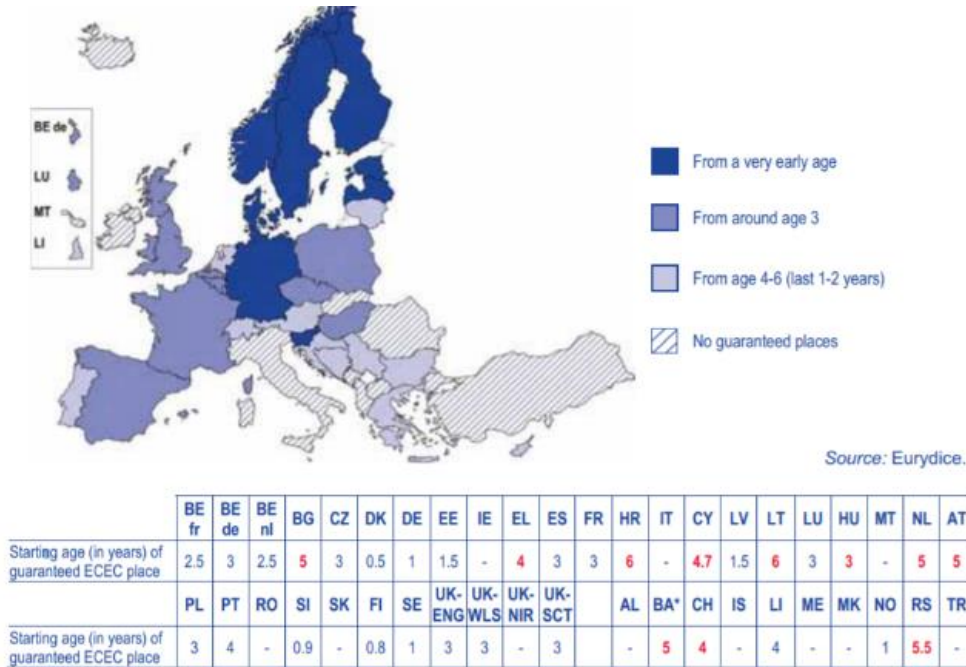 BE de
LU
MT
LI
From a very early age
From around age 3
From age 4-6 (last 1-2 years)
No guaranteed places
Source: Eurydice.
BE fr BE de BE nl BG CZ DK DE EE IE EL ES FR HR IT CY LV LT LU HU MT NL AT
Starting age (in years) of guaranteed ECEC place 2.5 3 2.5 5 3 0.5 1 1.5 - 4 3 3 6 - 4.7 1.5 6 3 3 - 5 5
PL PT RO SI SK FI SE UK-ENG UK-WLS UK-NIR UK-SCT AL BA* CH IS LI ME MK NO RS TR
Starting age (in years) of guaranteed ECEC place 3 4 - 0.9 - 0.8 1 3 3 - 3 - 5 4 - 4 - - 1 5.5 -